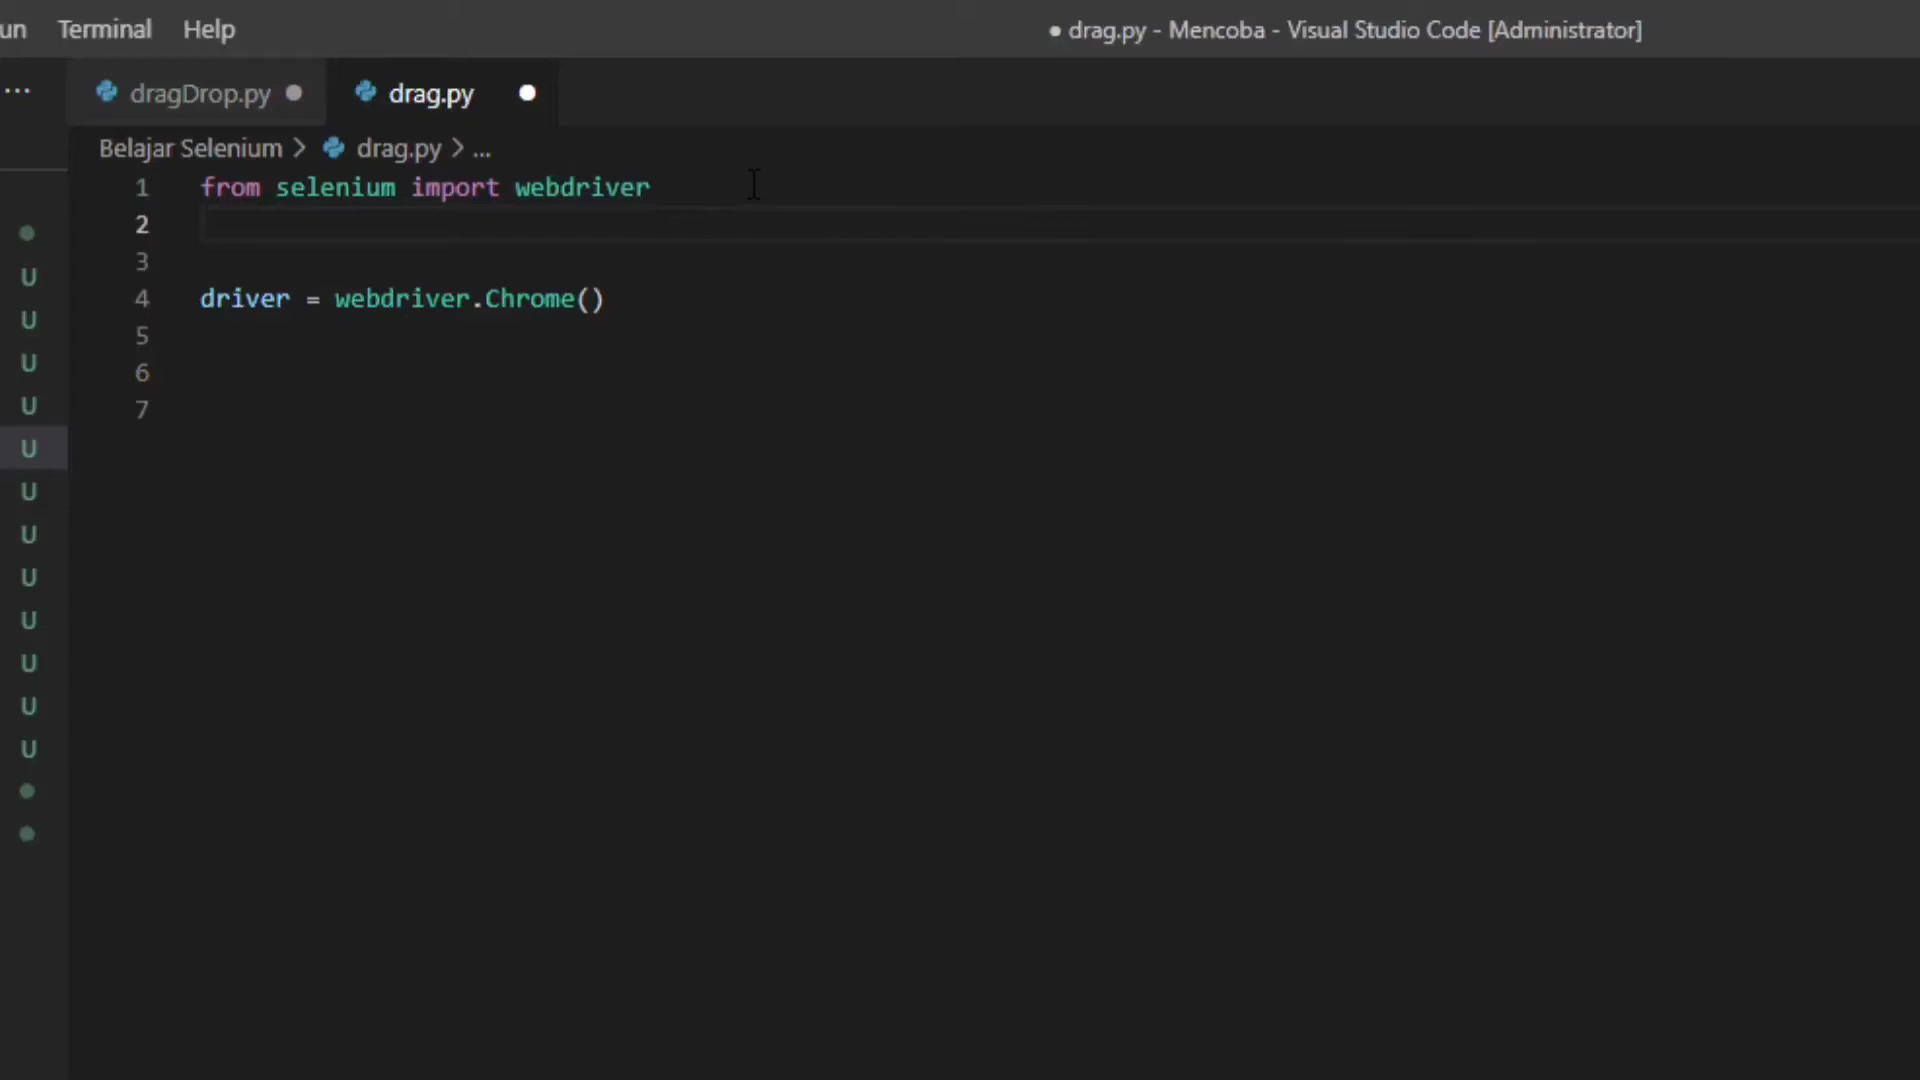 un Terminal Help ● drag.py - Mencoba - Visual Studio Code [Administrator]
... dragDrop.py ● drag.py ●
Belajar Selenium > drag.py > ...
1 from selenium import webdriver
2
3
4 driver = webdriver.Chrome()
5
6
7
U
U
U
U
U
U
U
U
U
U
U
U